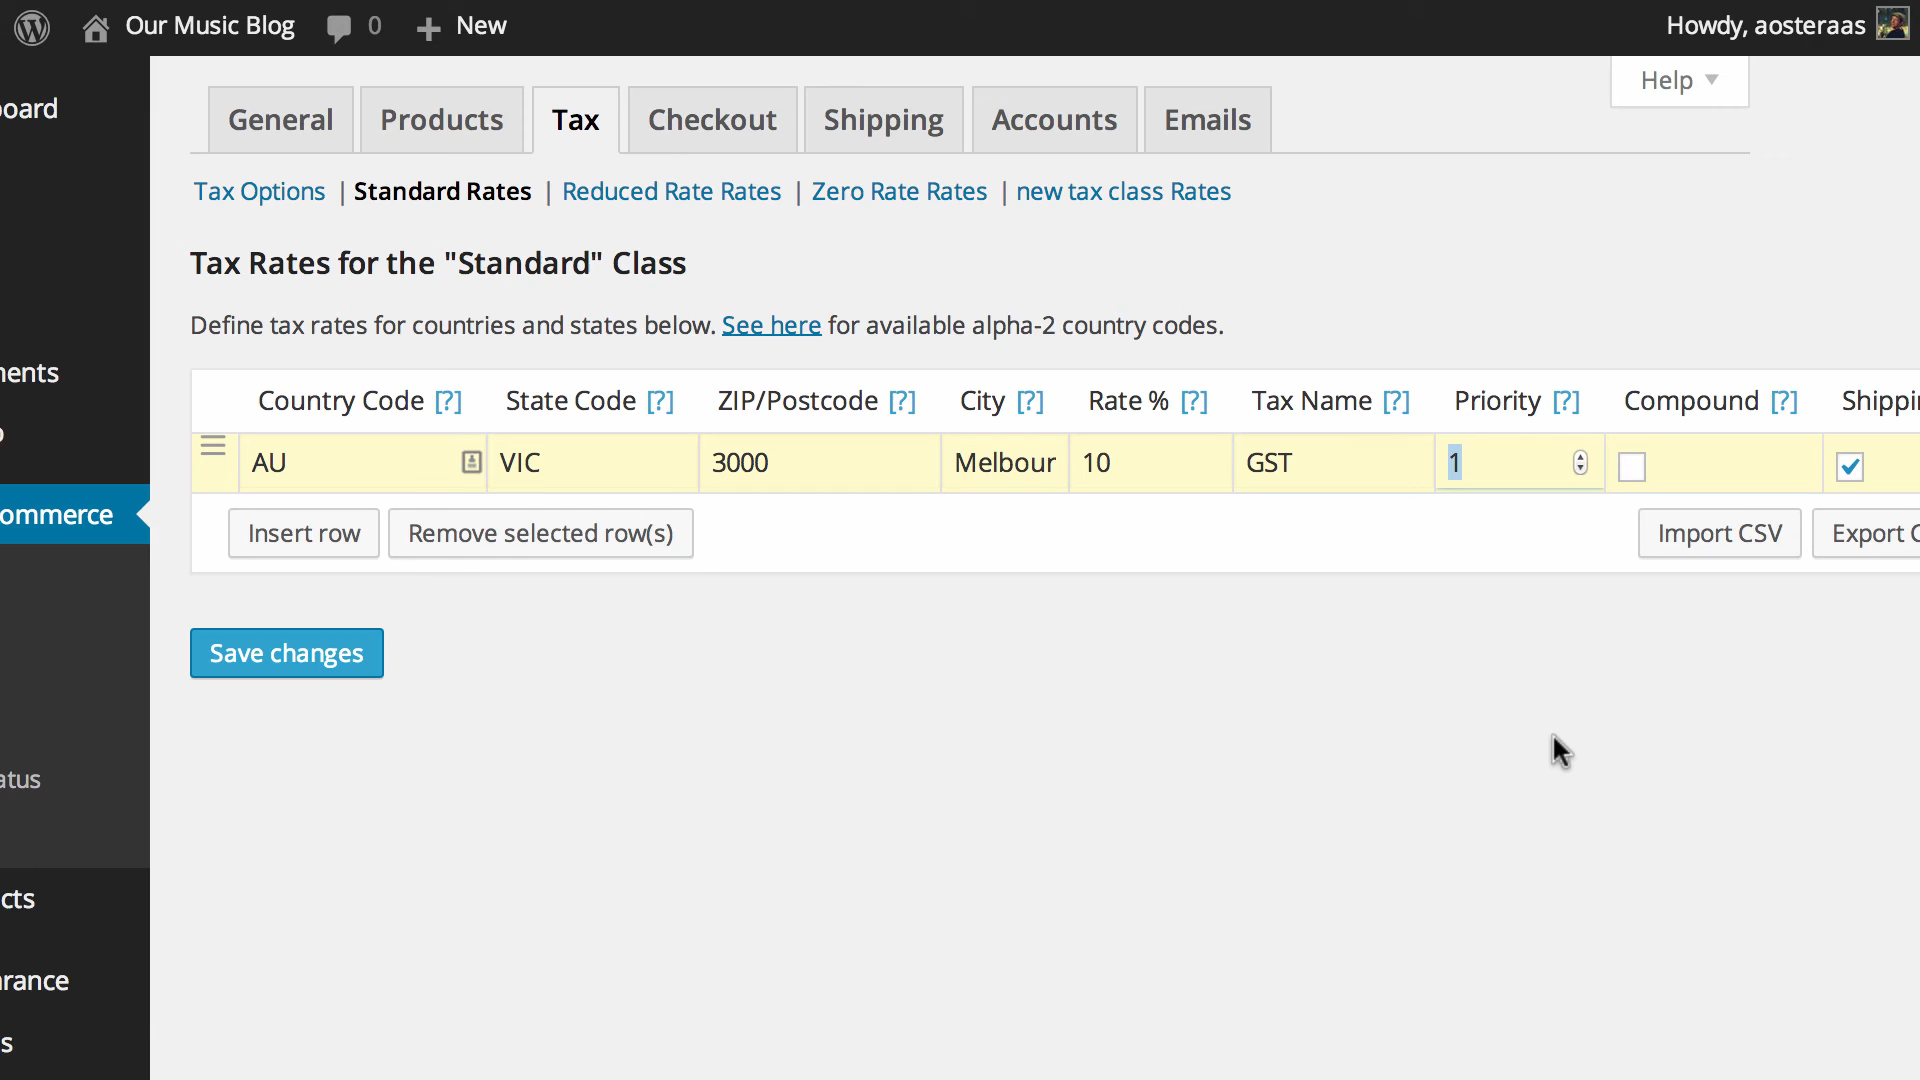 Our Music Blog 0 New Howdy, aosteraas
Help
General Products Tax Checkout Shipping Accounts Emails
Tax Options | Standard Rates | Reduced Rate Rates | Zero Rate Rates | new tax class Rates
Tax Rates for the "Standard" Class
Define tax rates for countries and states below. See here for available alpha-2 country codes.
Country Code [?] State Code [?] ZIP/Postcode [?] City [?] Rate % [?] Tax Name [?] Priority [?] Compound [?] Shippin
AU VIC 3000 Melbour 10 GST 1
Insert row Remove selected row(s) Import CSV Export C
Save changes
oard
nents
o
ommerce
atus
cts
arance
s